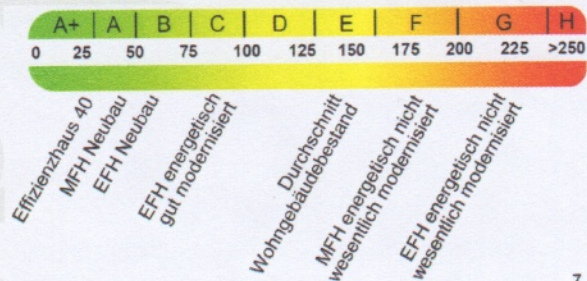 A+ A B C D E F G H
0 25 50 75 100 125 150 175 200 225 >250
Effizienzhaus 40
MFH Neubau
EFH Neubau
EFH energetisch
gut modernisiert
Durchschnitt
Wohngebäudebestand
MFH energetisch nicht
wesentlich modernisiert
EFH energetisch nicht
wesentlich modernisiert
7